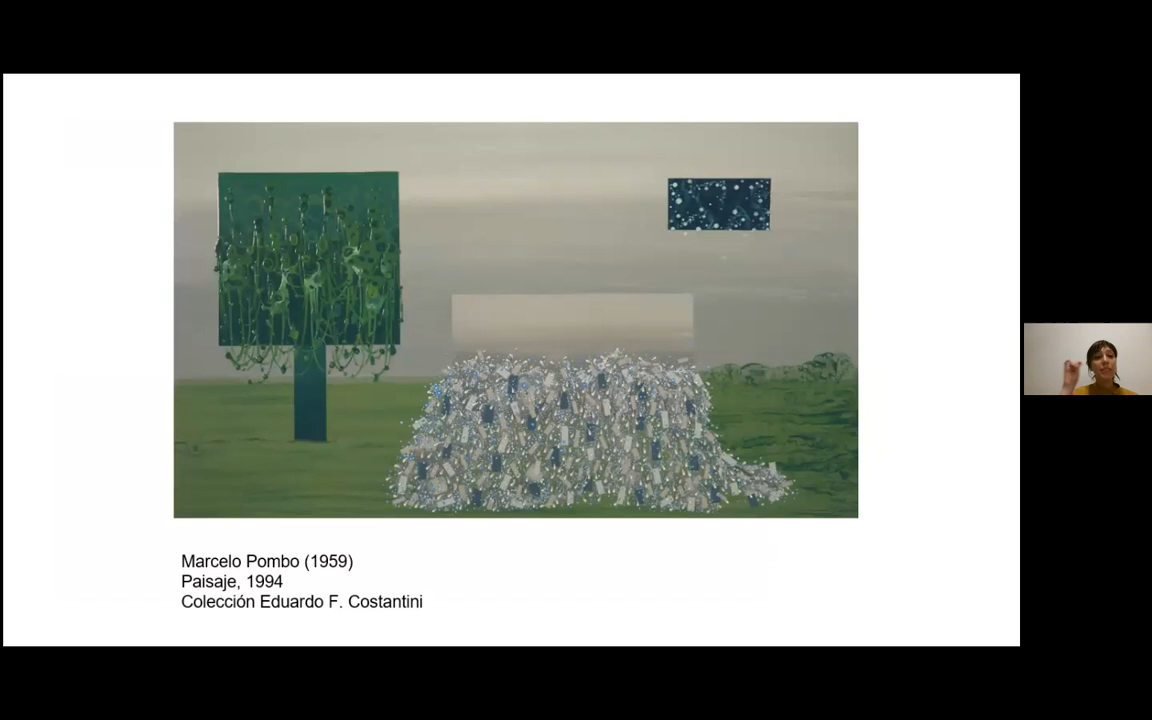 Marcelo Pombo (1959)
Paisaje, 1994
Colección Eduardo F. Costantini